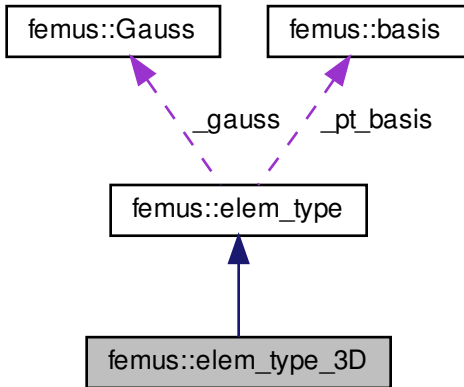 femus::Gauss
femus::basis
_gauss
_pt_basis
femus::elem_type
femus::elem_type_3D